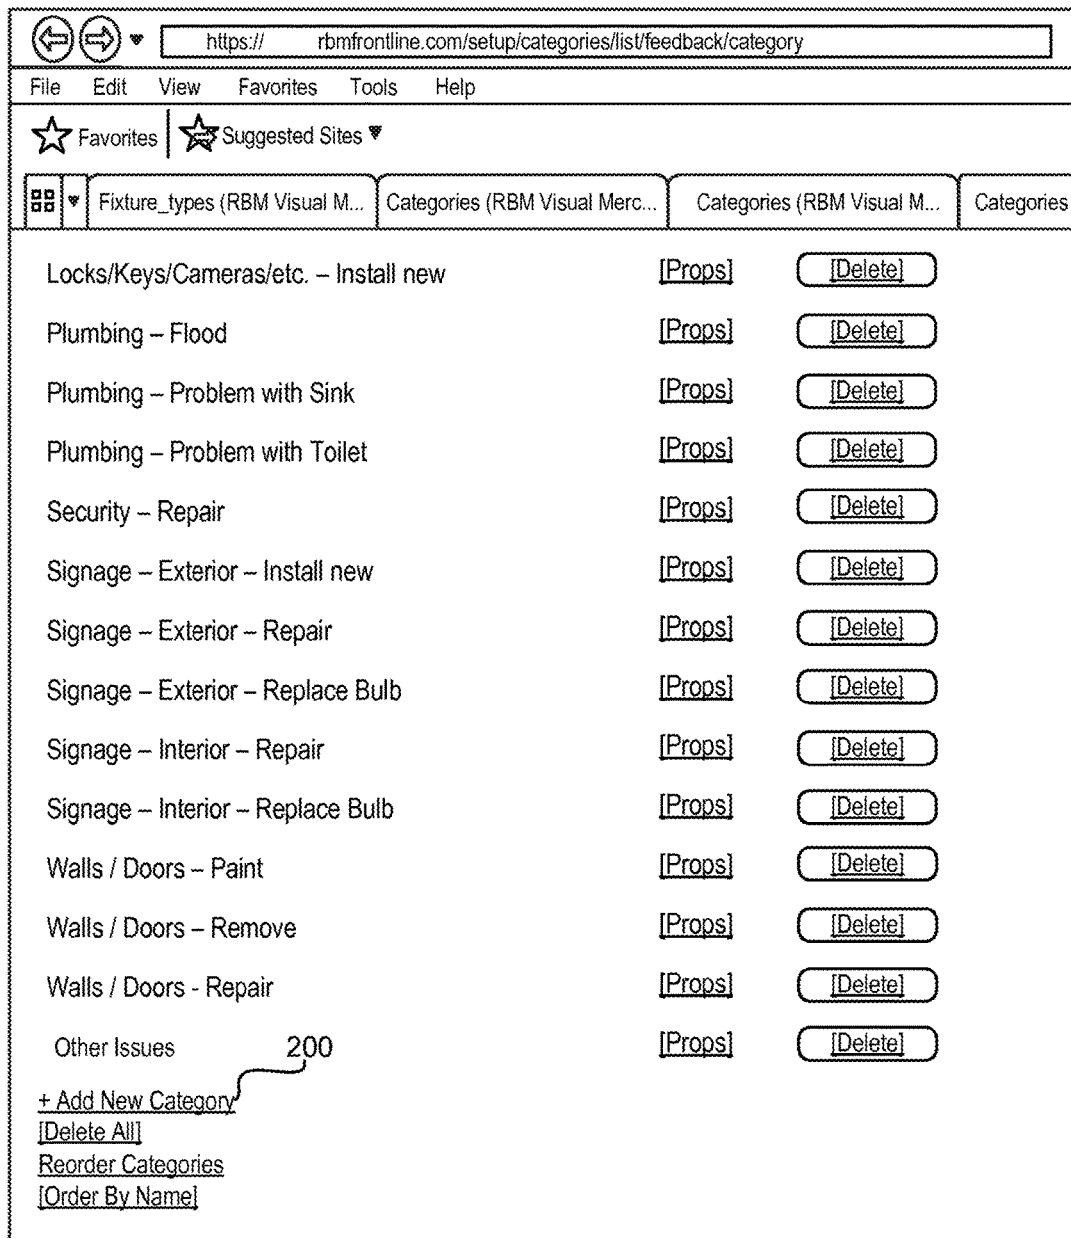 https:// rbmfrontline.com/setup/categories/list/feedback/category
File Edit View Favorites Tools Help
Favorites Suggested Sites
Fixture_types (RBM Visual M... Categories (RBM Visual Merc... Categories (RBM Visual M... Categories
Locks/Keys/Cameras/etc. – Install new [Props] [Delete]
Plumbing – Flood [Props] [Delete]
Plumbing – Problem with Sink [Props] [Delete]
Plumbing – Problem with Toilet [Props] [Delete]
Security – Repair [Props] [Delete]
Signage – Exterior – Install new [Props] [Delete]
Signage – Exterior – Repair [Props] [Delete]
Signage – Exterior – Replace Bulb [Props] [Delete]
Signage – Interior – Repair [Props] [Delete]
Signage – Interior – Replace Bulb [Props] [Delete]
Walls / Doors – Paint [Props] [Delete]
Walls / Doors – Remove [Props] [Delete]
Walls / Doors - Repair [Props] [Delete]
Other Issues 200 [Props] [Delete]
+ Add New Category
[Delete All]
Reorder Categories
[Order By Name]